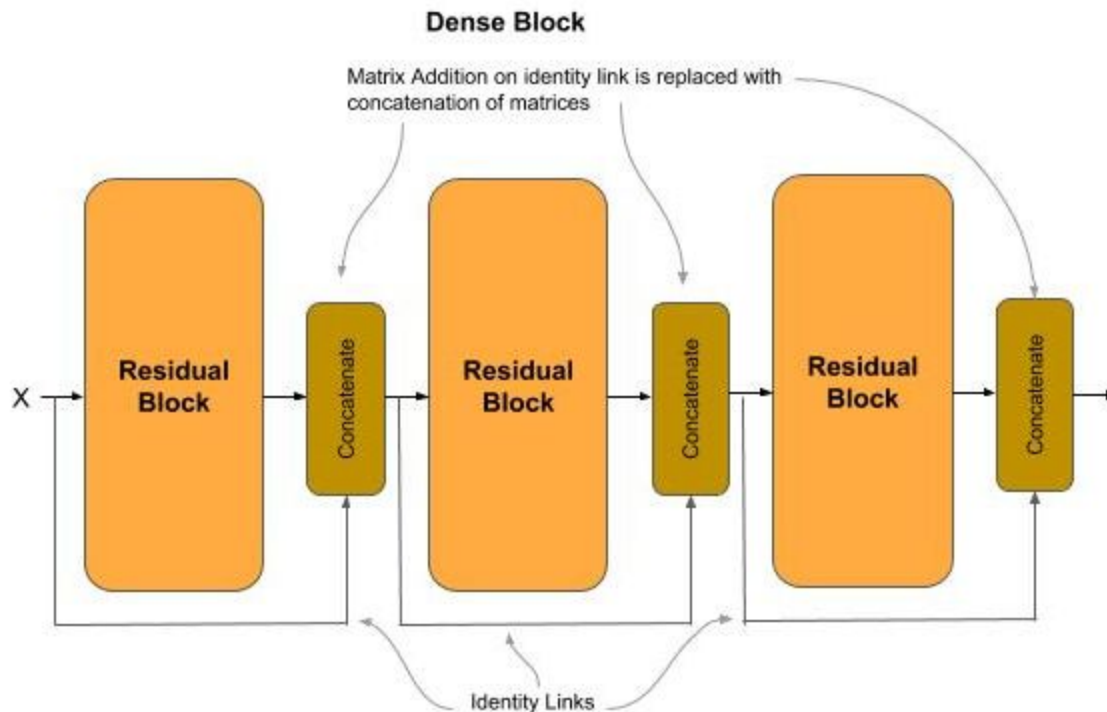 Dense Block
Matrix Addition on identity link is replaced with
concatenation of matrices
X
Residual
Block
Concatenate
Residual
Block
Concatenate
Residual
Block
Concatenate
Identity Links